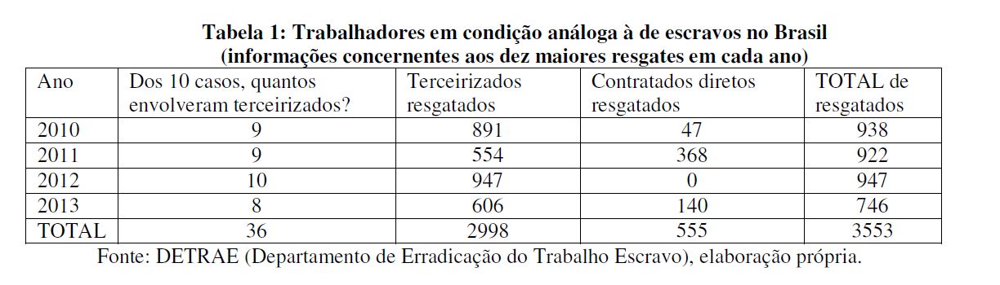 Tabela 1: Trabalhadores em condição análoga à de escravos no Brasil
(informações concernentes aos dez maiores resgates em cada ano)
Ano Dos 10 casos, quantos envolveram terceirizados? Terceirizados resgatados Contratados diretos resgatados TOTAL de resgatados
2010 9 891 47 938
2011 9 554 368 922
2012 10 947 0 947
2013 8 606 140 746
TOTAL 36 2998 555 3553
Fonte: DETRAE (Departamento de Erradicação do Trabalho Escravo), elaboração própria.